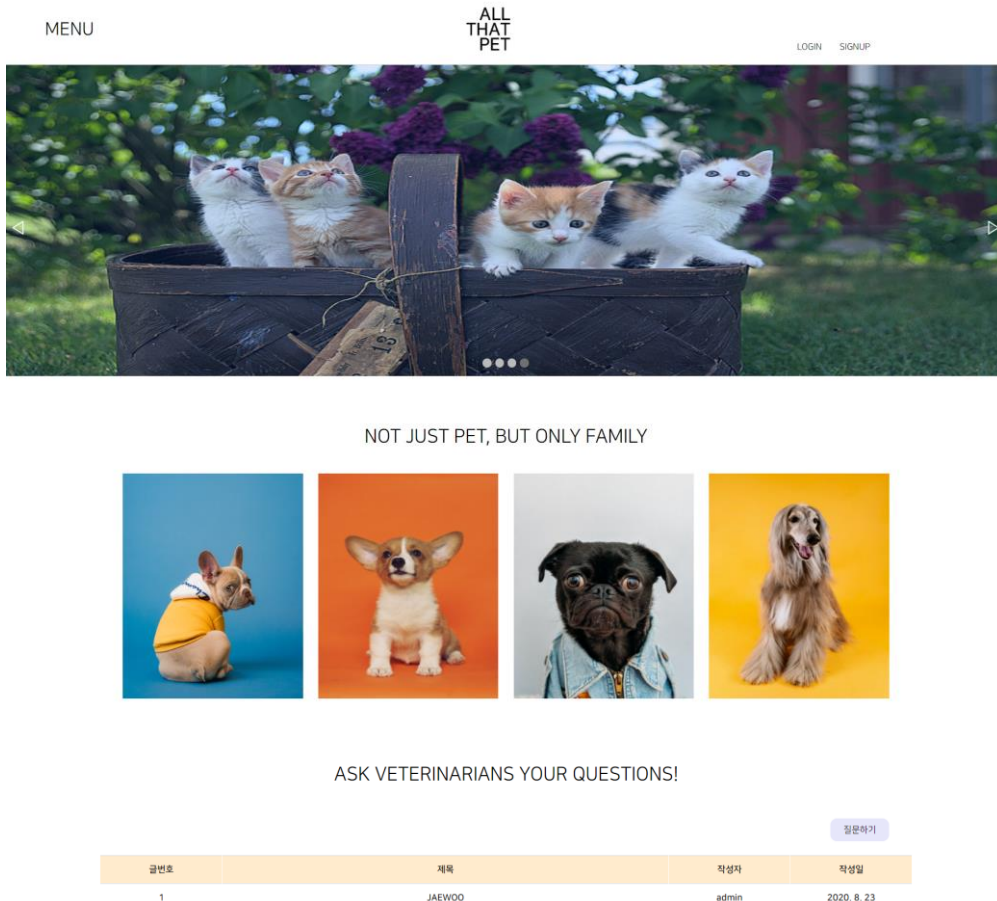 MENU
ALL
THAT
PET
LOGIN SIGNUP
13
NOT JUST PET, BUT ONLY FAMILY
ASK VETERINARIANS YOUR QUESTIONS!
질문하기
글번호 제목 작성자 작성일
1 JAEWOO admin 2020. 8. 23